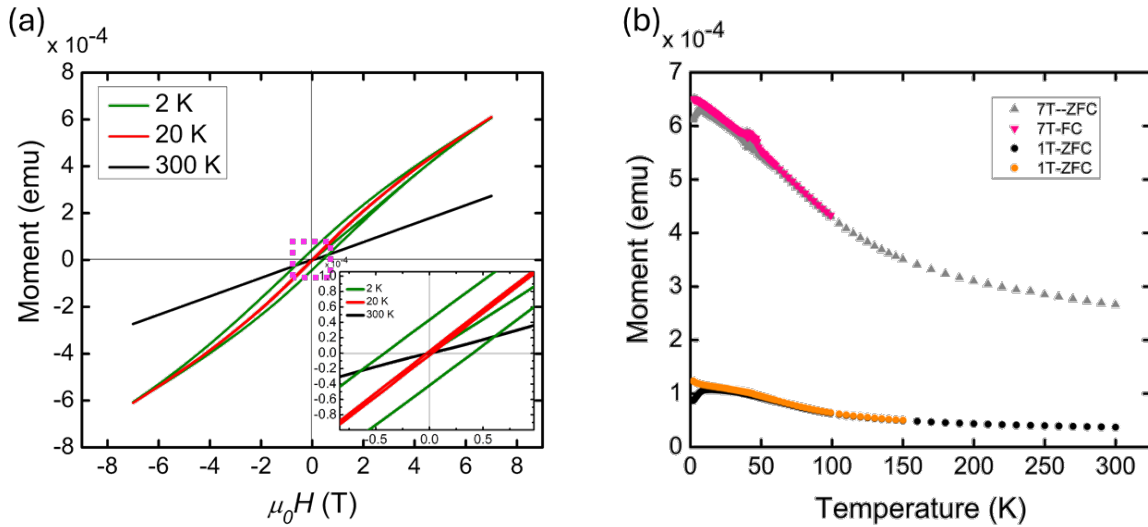 (a)
x 10⁻⁴
8
6
4
2
0
-2
-4
-6
-8
Moment (emu)
2 K
20 K
300 K
-8 -6 -4 -2 0 2 4 6 8
μ₀H (T)
10⁻⁴
1.0
0.8
0.6
0.4
0.2
0.0
-0.2
-0.4
-0.6
-0.8
2 K
20 K
300 K
-0.5 0.0 0.5
(b)
x 10⁻⁴
7
6
5
4
3
2
1
0
Moment (emu)
7T--ZFC
7T-FC
1T-ZFC
1T-ZFC
0 50 100 150 200 250 300
Temperature (K)